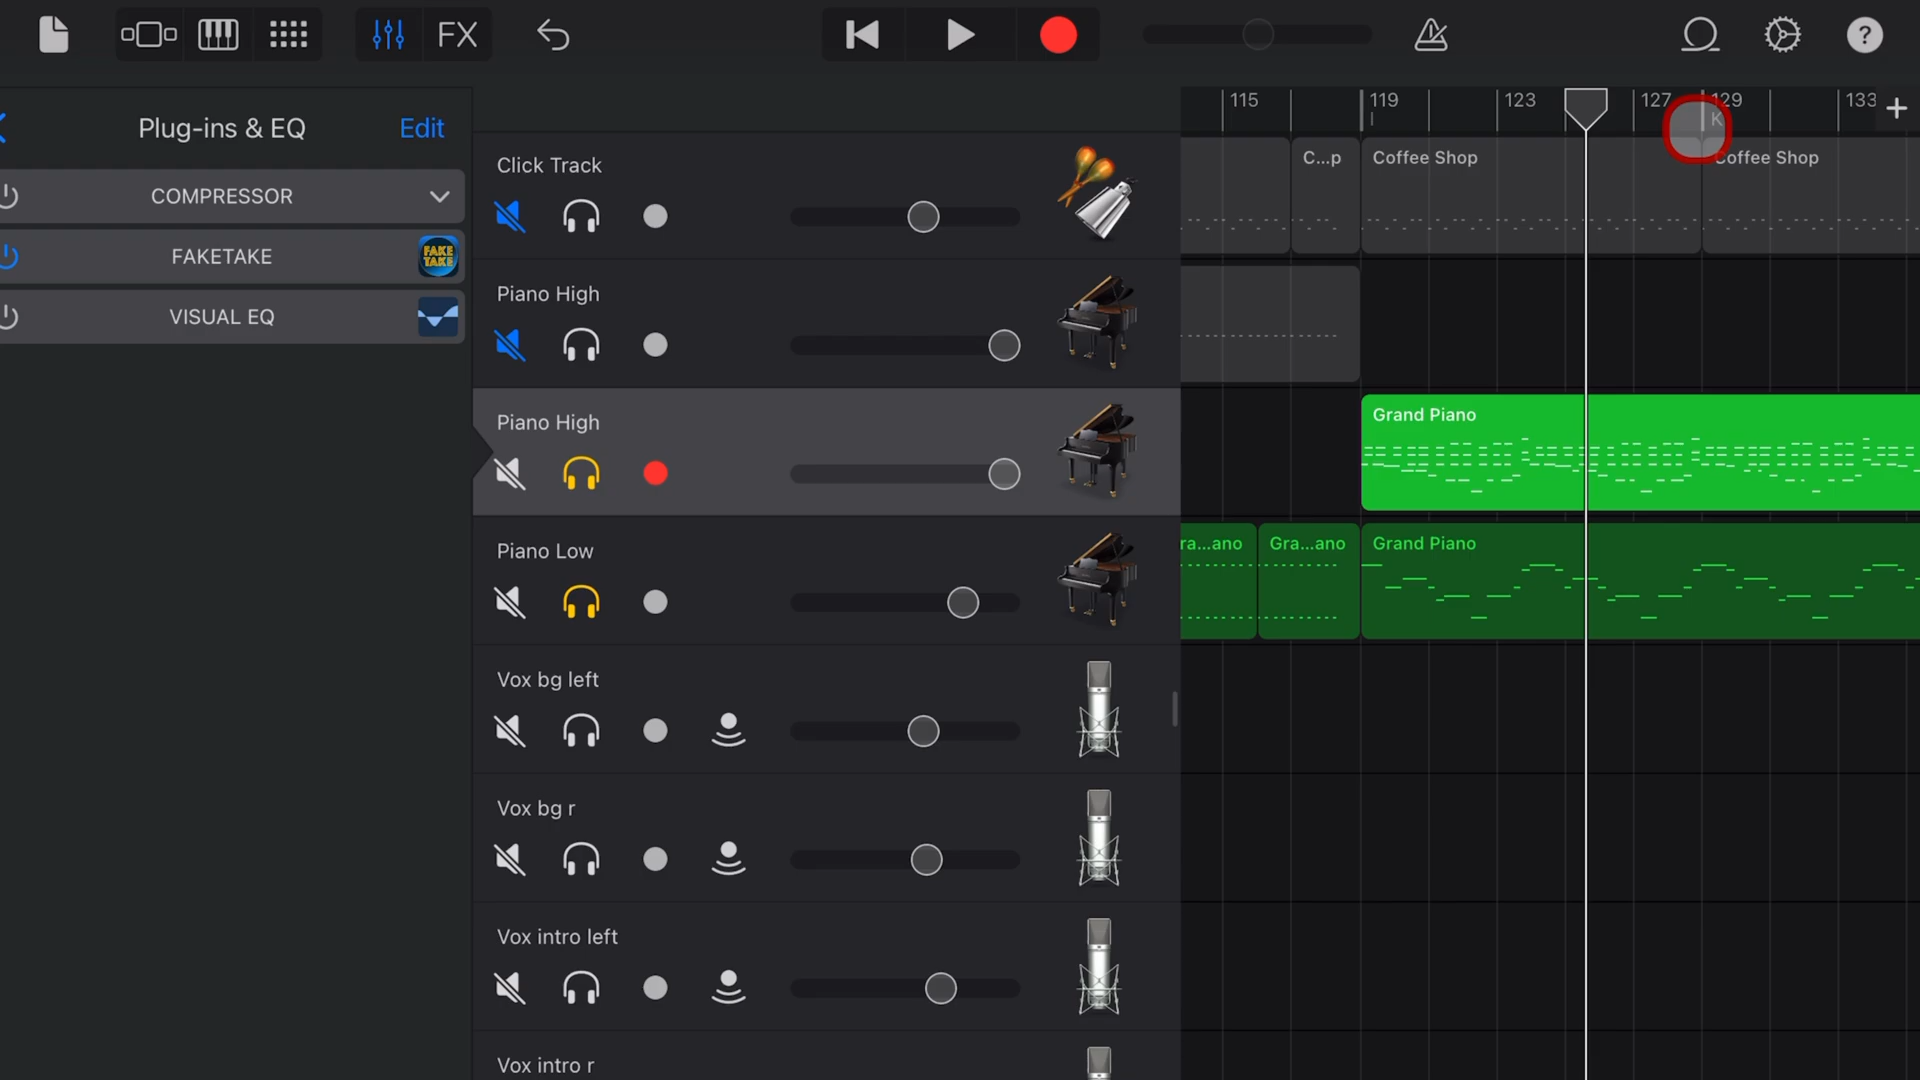 FX
?
Plug-ins & EQ
Edit
COMPRESSOR
FAKETAKE
FAKE
TAKE
VISUAL EQ
Click Track
Piano High
Piano High
Piano Low
Vox bg left
Vox bg r
Vox intro left
Vox intro r
115
119
123
127
129
133
I
K
C...p
Coffee Shop
Coffee Shop
Grand Piano
ra...ano
Gra...ano
Grand Piano